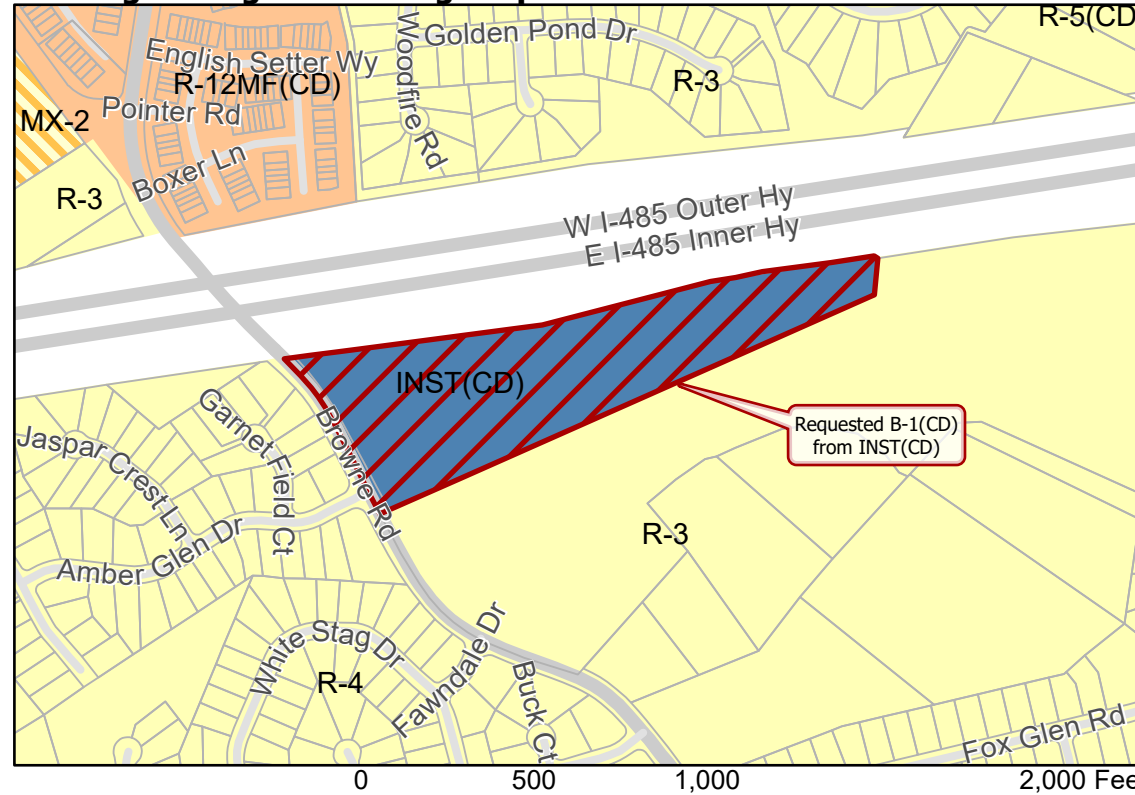 R-5(CD
Golden Pond Dr
English Setter Wy
Woodfire Rd
R-12MF(CD)
R-3
MX-2
Pointer Rd
Boxer Ln
R-3
W I-485 Outer Hy
E I-485 Inner Hy
INST(CD)
Garnet Field Ct
Browne Rd
Requested B-1(CD)
from INST(CD)
Jaspar Crest Ln
R-3
Amber Glen Dr
White Stag Dr
Fawndale Dr
R-4
Buck Ct
Fox Glen Rd
0 500 1,000 2,000 Fee